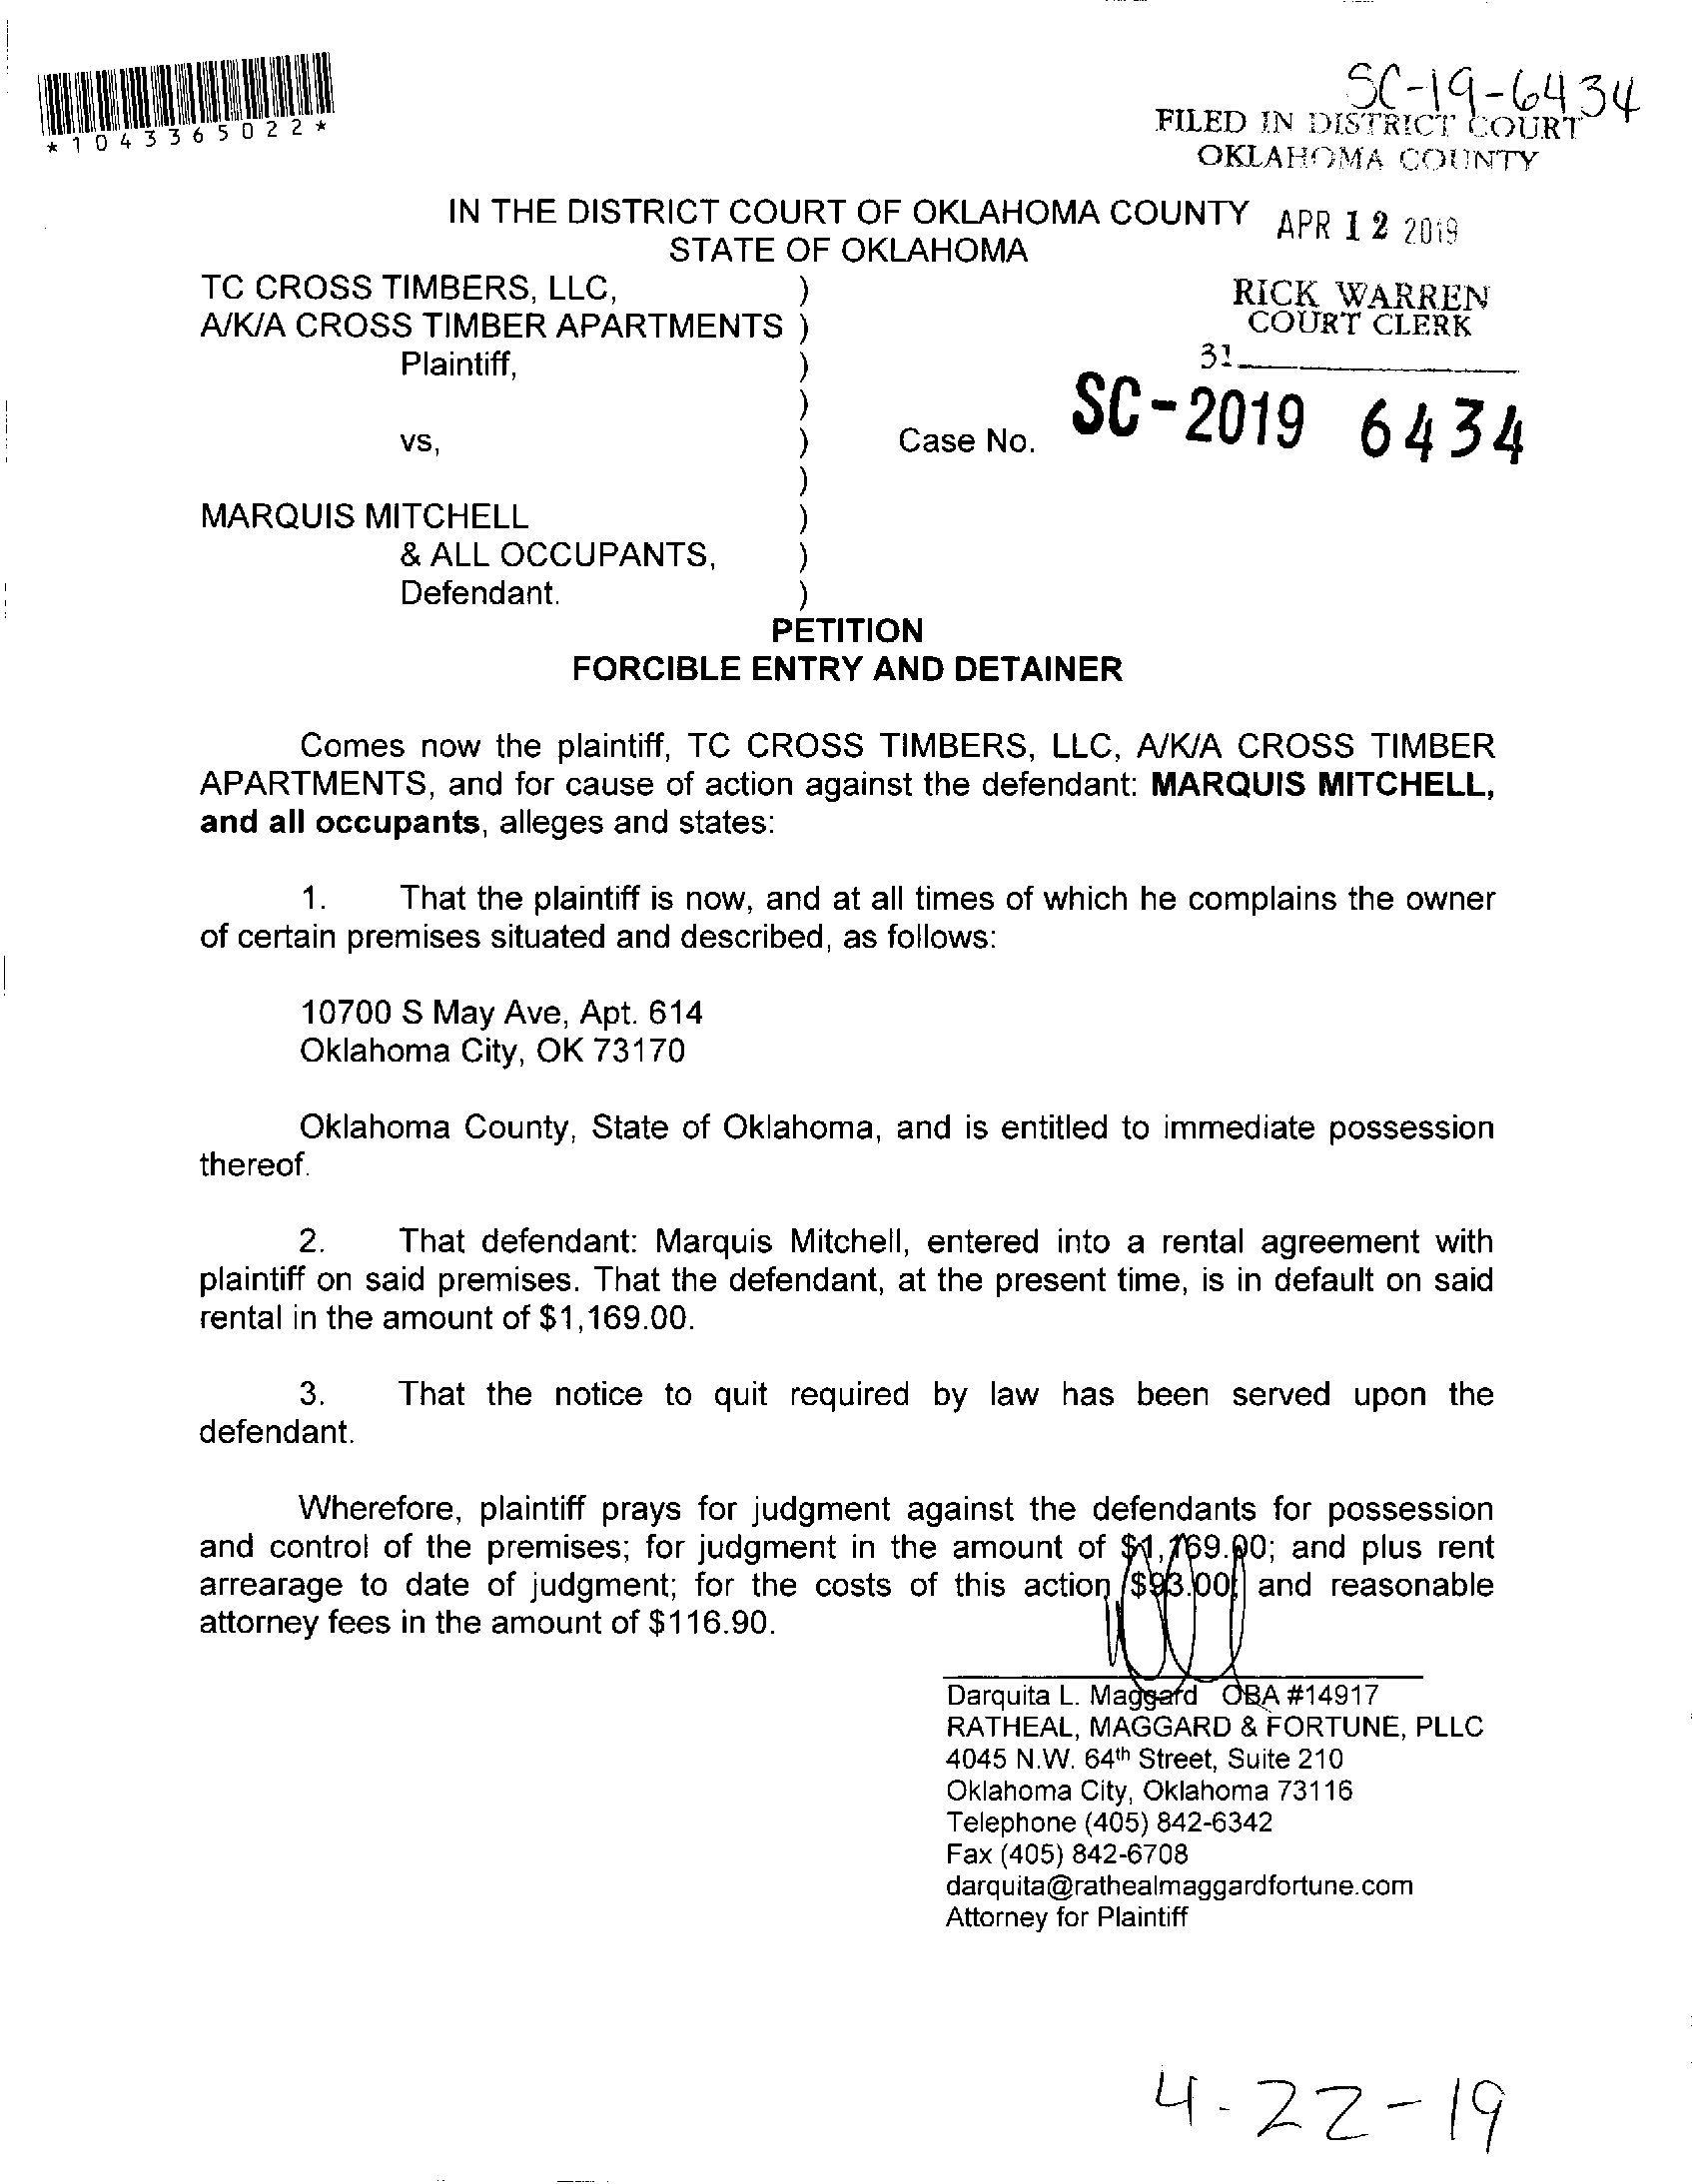 SC-19-6434
*1043365022*
FILED IN DISTRICT COURT
OKLAHOMA COUNTY
IN THE DISTRICT COURT OF OKLAHOMA COUNTY
APR 12 2019
STATE OF OKLAHOMA
TC CROSS TIMBERS, LLC, )
RICK WARREN
A/K/A CROSS TIMBER APARTMENTS )
COURT CLERK
Plaintiff, )
31
)
vs, ) Case No. SC-2019 6434
)
MARQUIS MITCHELL )
& ALL OCCUPANTS, )
Defendant. )
PETITION
FORCIBLE ENTRY AND DETAINER
Comes now the plaintiff, TC CROSS TIMBERS, LLC, A/K/A CROSS TIMBER
APARTMENTS, and for cause of action against the defendant: MARQUIS MITCHELL,
and all occupants, alleges and states:
1. That the plaintiff is now, and at all times of which he complains the owner
of certain premises situated and described, as follows:
10700 S May Ave, Apt. 614
Oklahoma City, OK 73170
Oklahoma County, State of Oklahoma, and is entitled to immediate possession
thereof.
2. That defendant: Marquis Mitchell, entered into a rental agreement with
plaintiff on said premises. That the defendant, at the present time, is in default on said
rental in the amount of $1,169.00.
3. That the notice to quit required by law has been served upon the
defendant.
Wherefore, plaintiff prays for judgment against the defendants for possession
and control of the premises; for judgment in the amount of $1,169.00; and plus rent
arrearage to date of judgment; for the costs of this action ($93.00) and reasonable
attorney fees in the amount of $116.90.
Darquita L. Maggard OBA #14917
RATHEAL, MAGGARD & FORTUNE, PLLC
4045 N.W. 64th Street, Suite 210
Oklahoma City, Oklahoma 73116
Telephone (405) 842-6342
Fax (405) 842-6708
darquita@rathealmaggardfortune.com
Attorney for Plaintiff
4-22-19